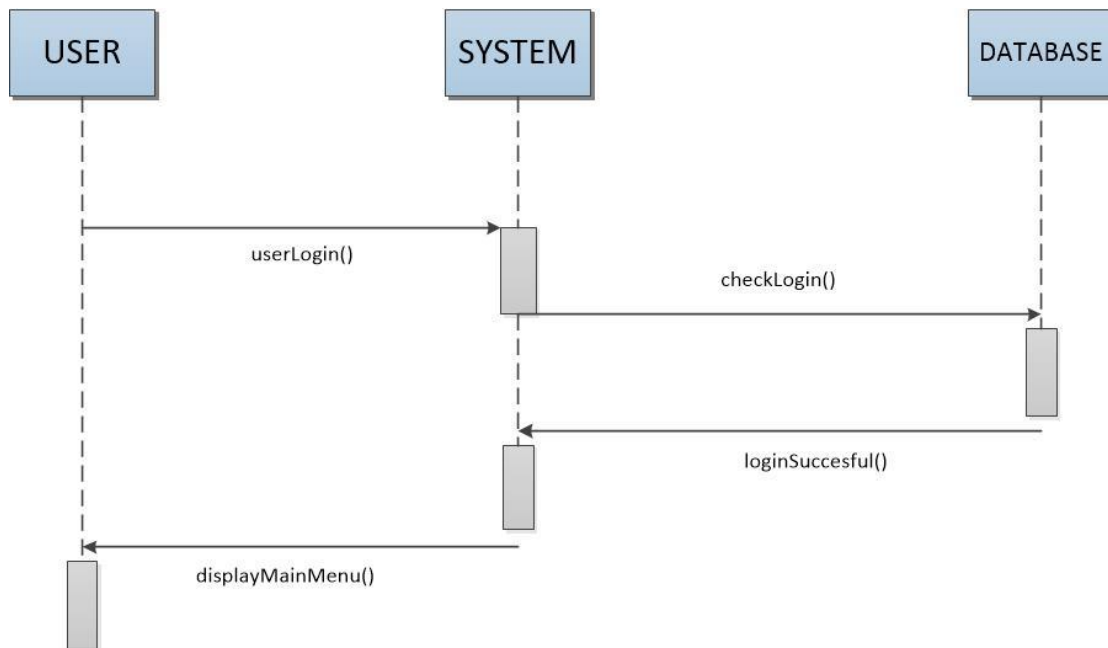 USER
SYSTEM
DATABASE
userLogin()
checkLogin()
loginSuccesful()
displayMainMenu()